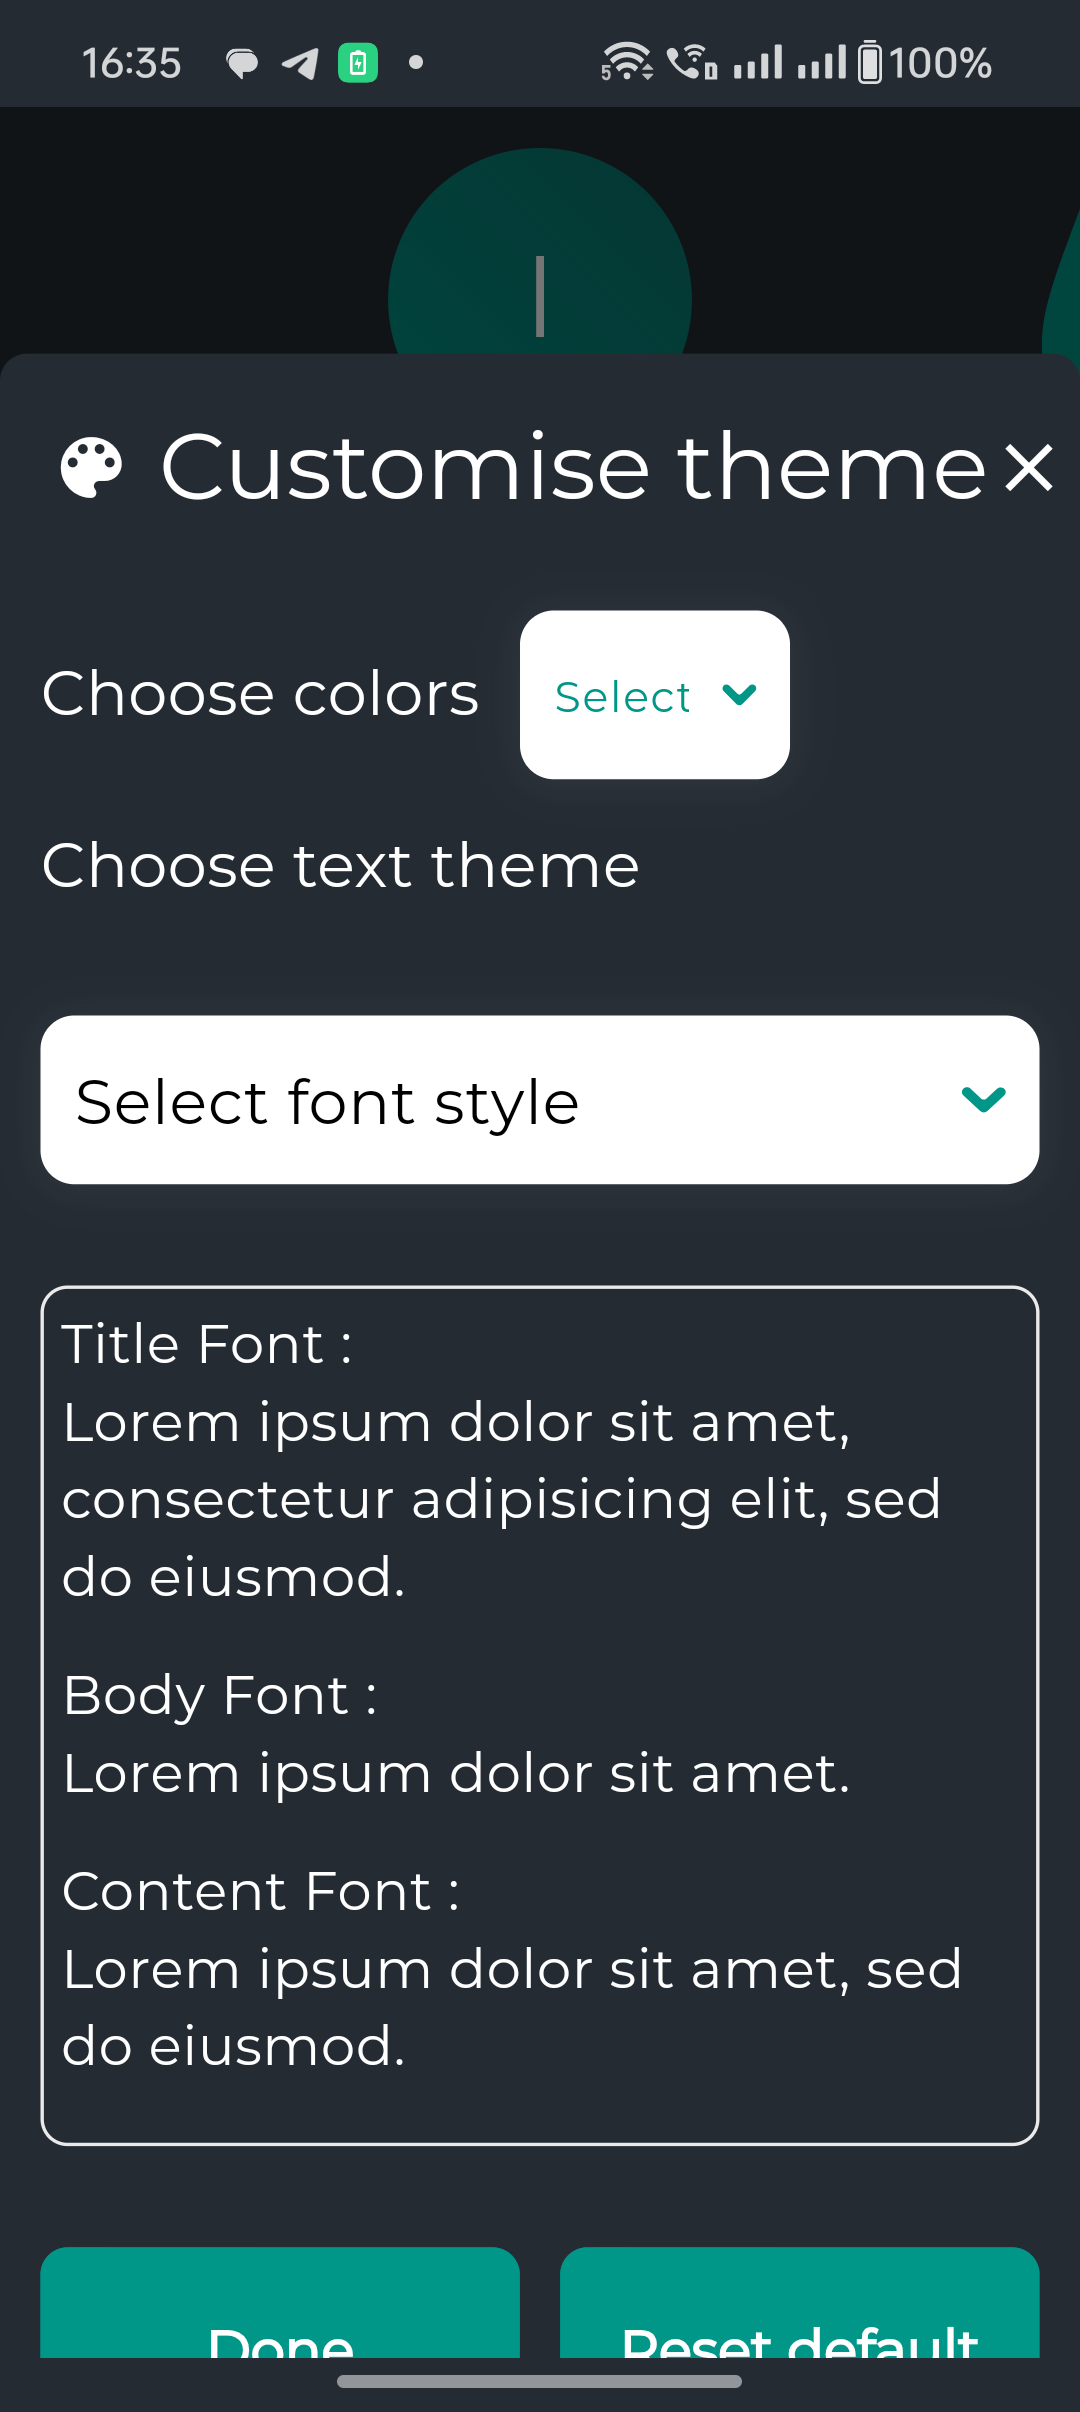 16:35
5
100%
Customise theme
Choose colors
Select
Choose text theme
Select font style
Title Font :
Lorem ipsum dolor sit amet,
consectetur adipisicing elit, sed
do eiusmod.
Body Font :
Lorem ipsum dolor sit amet.
Content Font :
Lorem ipsum dolor sit amet, sed
do eiusmod.
Done
Reset default